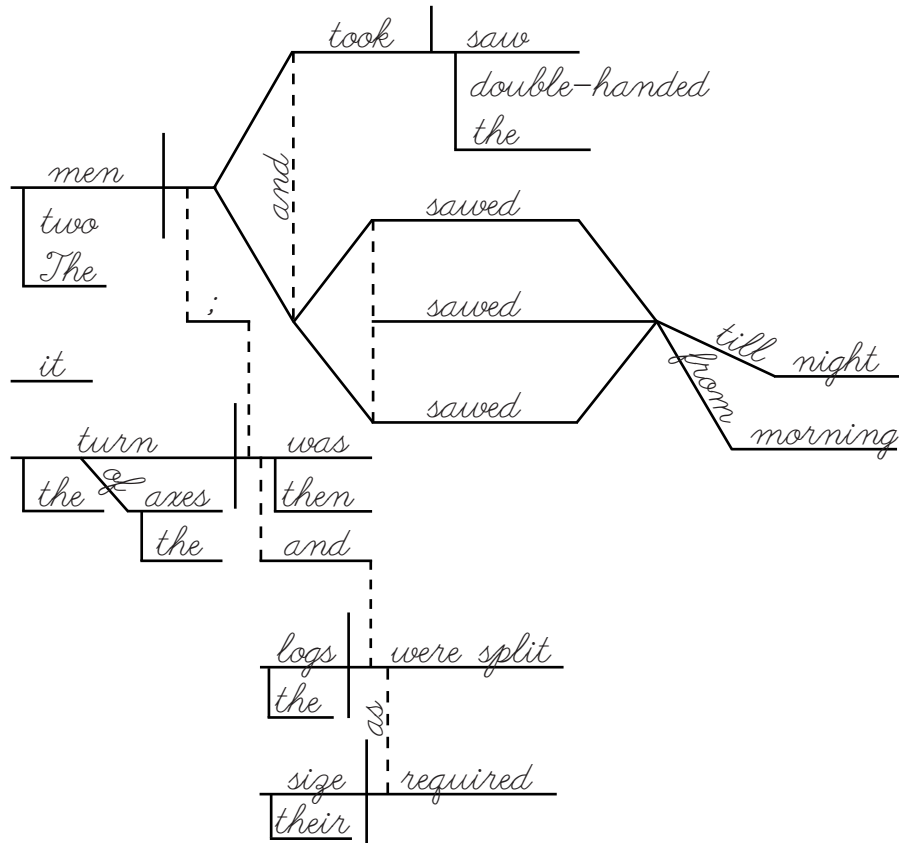 took saw
double-handed
the
and
men
two
The
sawed
;
sawed
till
night
it
from
sawed
morning
turn was
the of axes then
the and
logs were split
the
as
size required
their